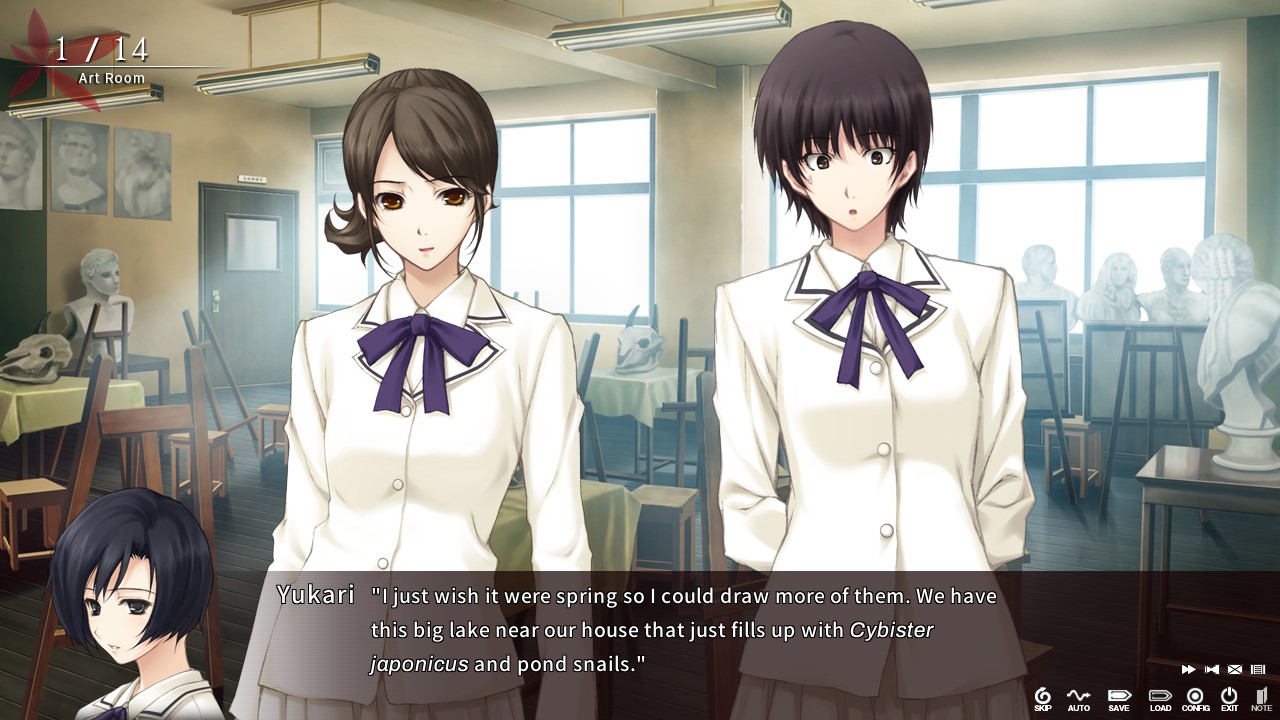 1 / 14
Art Room
Yukari "I just wish it were spring so I could draw more of them. We have
this big lake near our house that just fills up with Cybister
japonicus and pond snails."
SKIP AUTO SAVE LOAD CONFIG EXIT NOTE